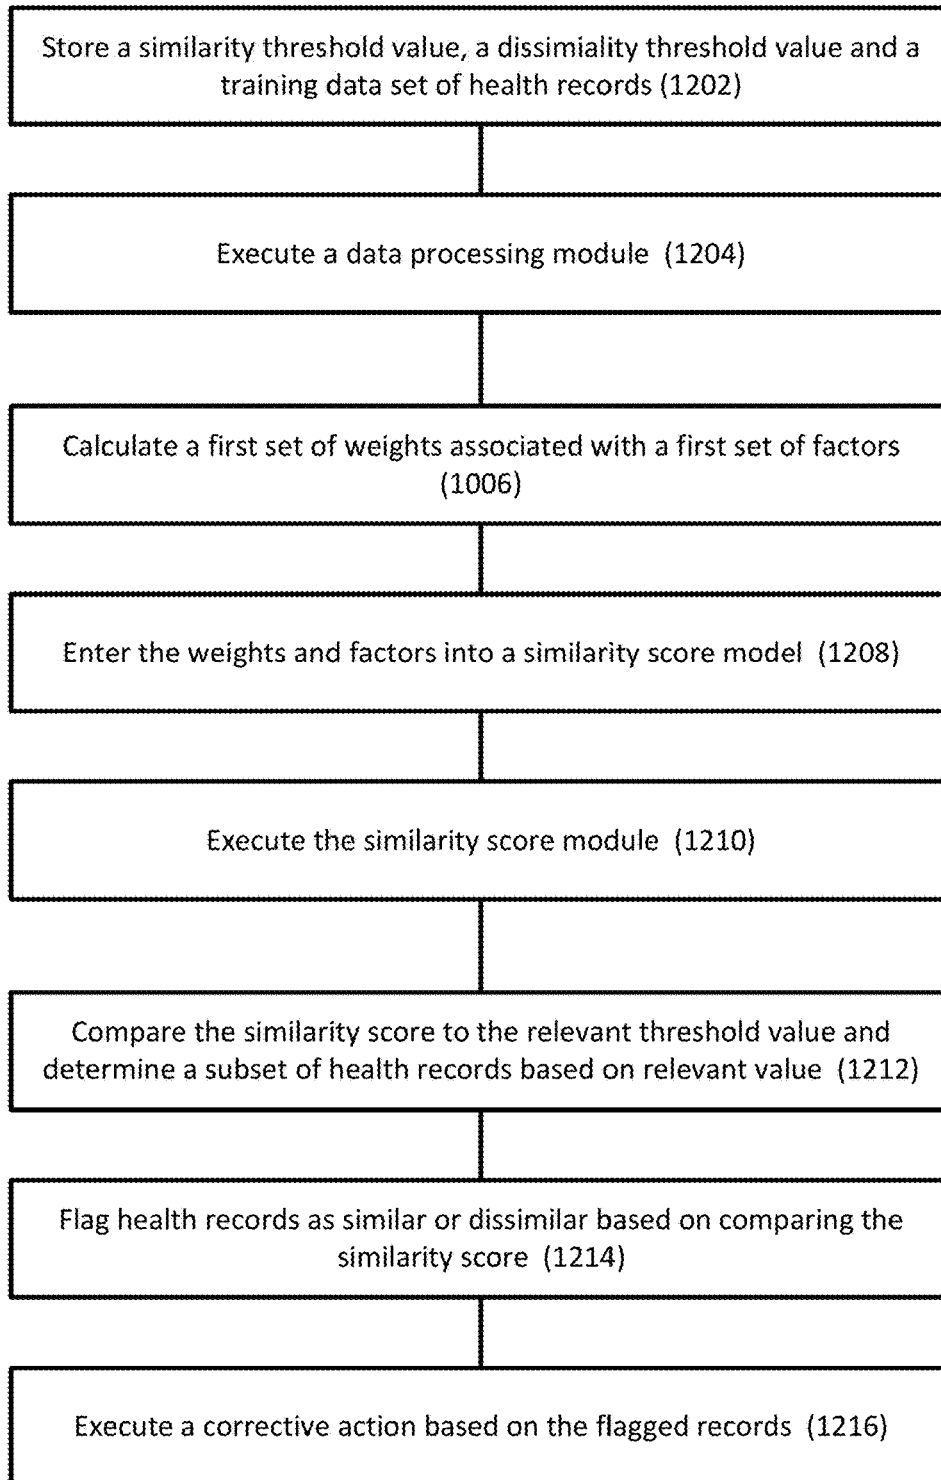 Store a similarity threshold value, a dissimiality threshold value and a
training data set of health records (1202)
Execute a data processing module (1204)
Calculate a first set of weights associated with a first set of factors
(1006)
Enter the weights and factors into a similarity score model (1208)
Execute the similarity score module (1210)
Compare the similarity score to the relevant threshold value and
determine a subset of health records based on relevant value (1212)
Flag health records as similar or dissimilar based on comparing the
similarity score (1214)
Execute a corrective action based on the flagged records (1216)